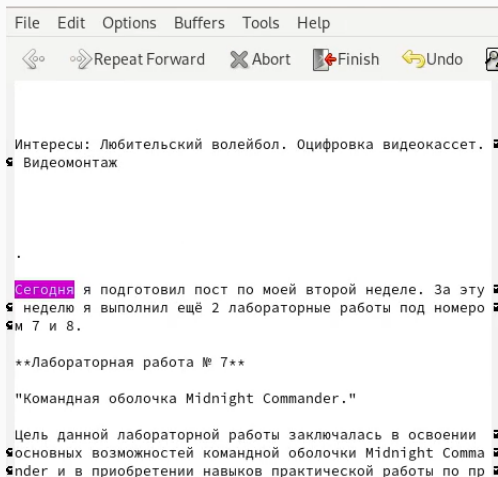 File Edit Options Buffers Tools Help
Repeat Forward Abort Finish Undo
Интересы: Любительский волейбол. Оцифровка видеокассет.
Видеомонтаж
.
Сегодня я подготовил пост по моей второй неделе. За эту
неделю я выполнил ещё 2 лабораторные работы под номеро
м 7 и 8.
**Лабораторная работа № 7**
"Командная оболочка Midnight Commander."
Цель данной лабораторной работы заключалась в освоении
основных возможностей командной оболочки Midnight Comma
nder и в приобретении навыков практической работы по пр